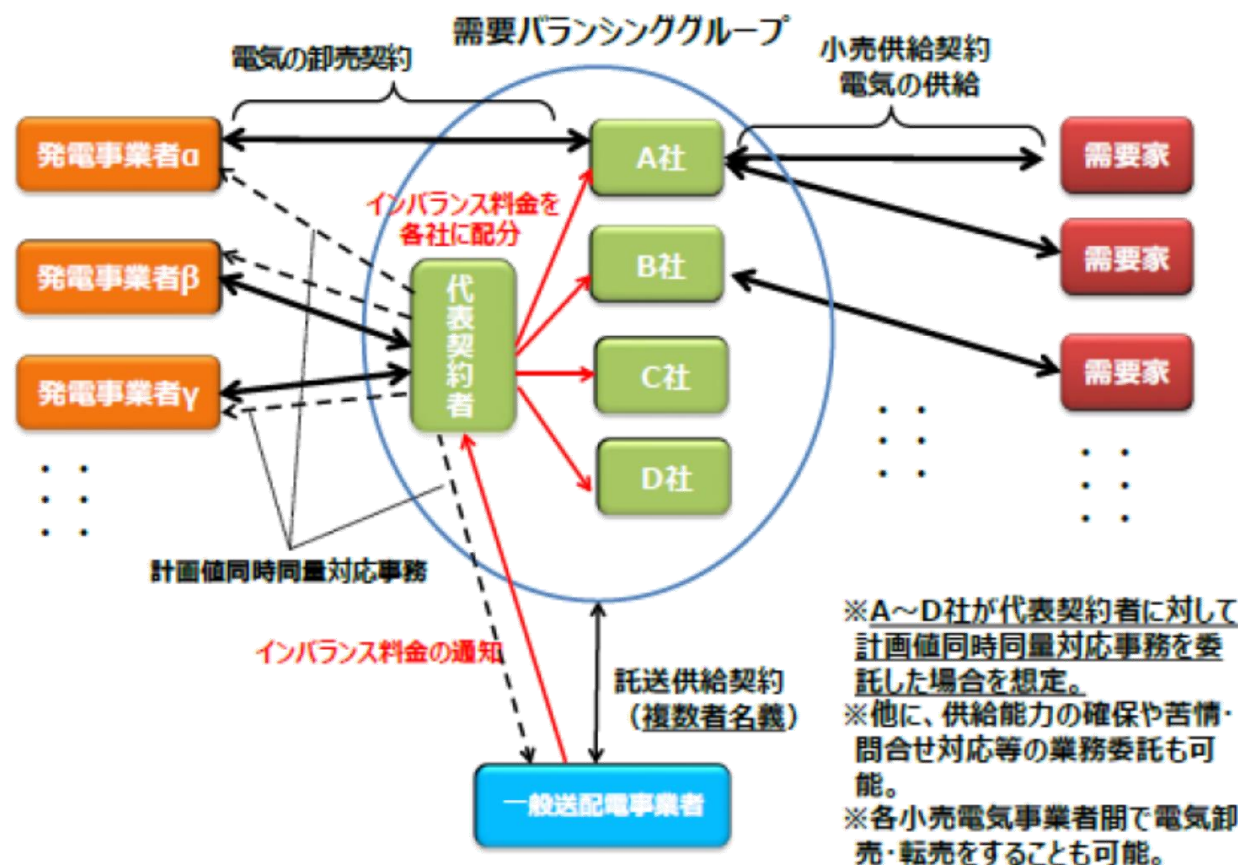 需要バランシンググループ
電気の卸売契約
小売供給契約
電気の供給
発電事業者α
A社
需要家
インバランス料金を
各社に配分
発電事業者β
代表契約者
B社
需要家
発電事業者γ
C社
需要家
D社
計画値同時同量対応事務
インバランス料金の通知
託送供給契約
（複数者名義）
一般送配電事業者
※A～D社が代表契約者に対して
計画値同時同量対応事務を委
託した場合を想定。
※他に、供給能力の確保や苦情・
問合せ対応等の業務委託も可
能。
※各小売電気事業者間で電気卸
売・転売をすることも可能。